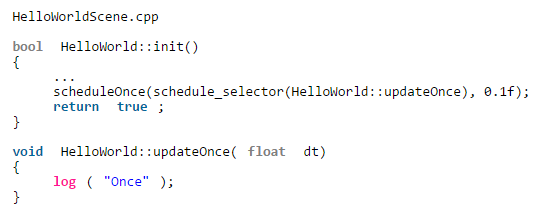 HelloWorldScene.cpp
bool HelloWorld::init()
{
...
scheduleOnce(schedule_selector(HelloWorld::updateOnce), 0.1f);
return true ;
}
void HelloWorld::updateOnce( float dt)
{
log ( "Once" );
}